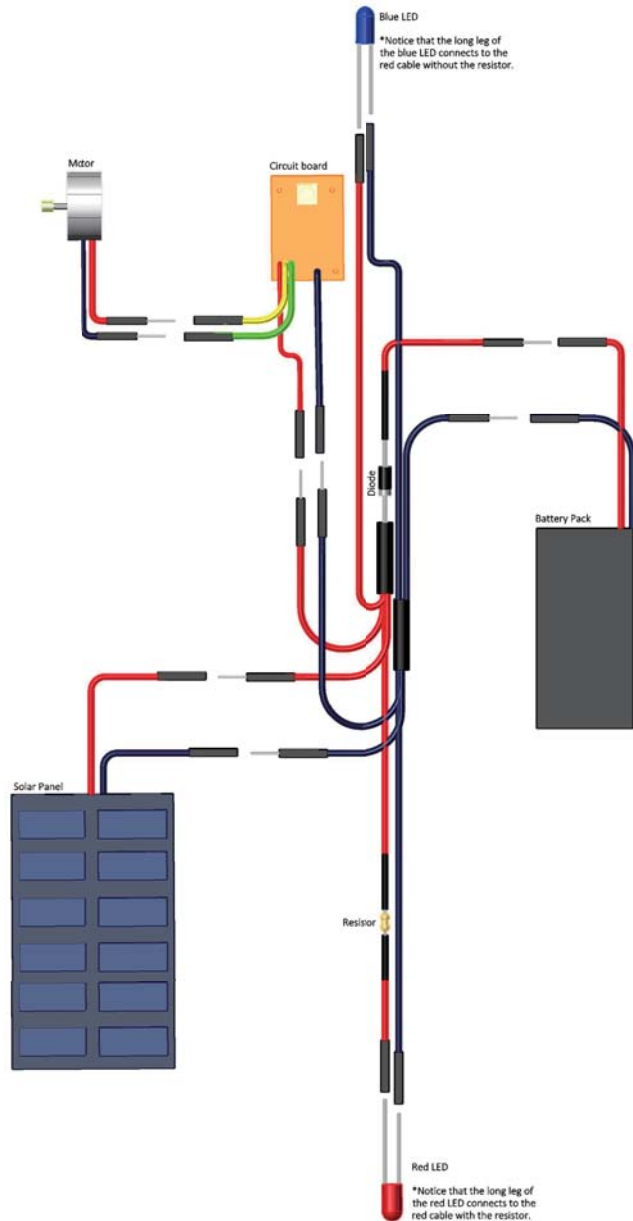 Blue LED
*Notice that the long leg of
the blue LED connects to the
red cable without the resistor.
Motor
Circuit board
Diode
Battery Pack
Solar Panel
Resistor
Red LED
*Notice that the long leg of
the red LED connects to the
red cable with the resistor.